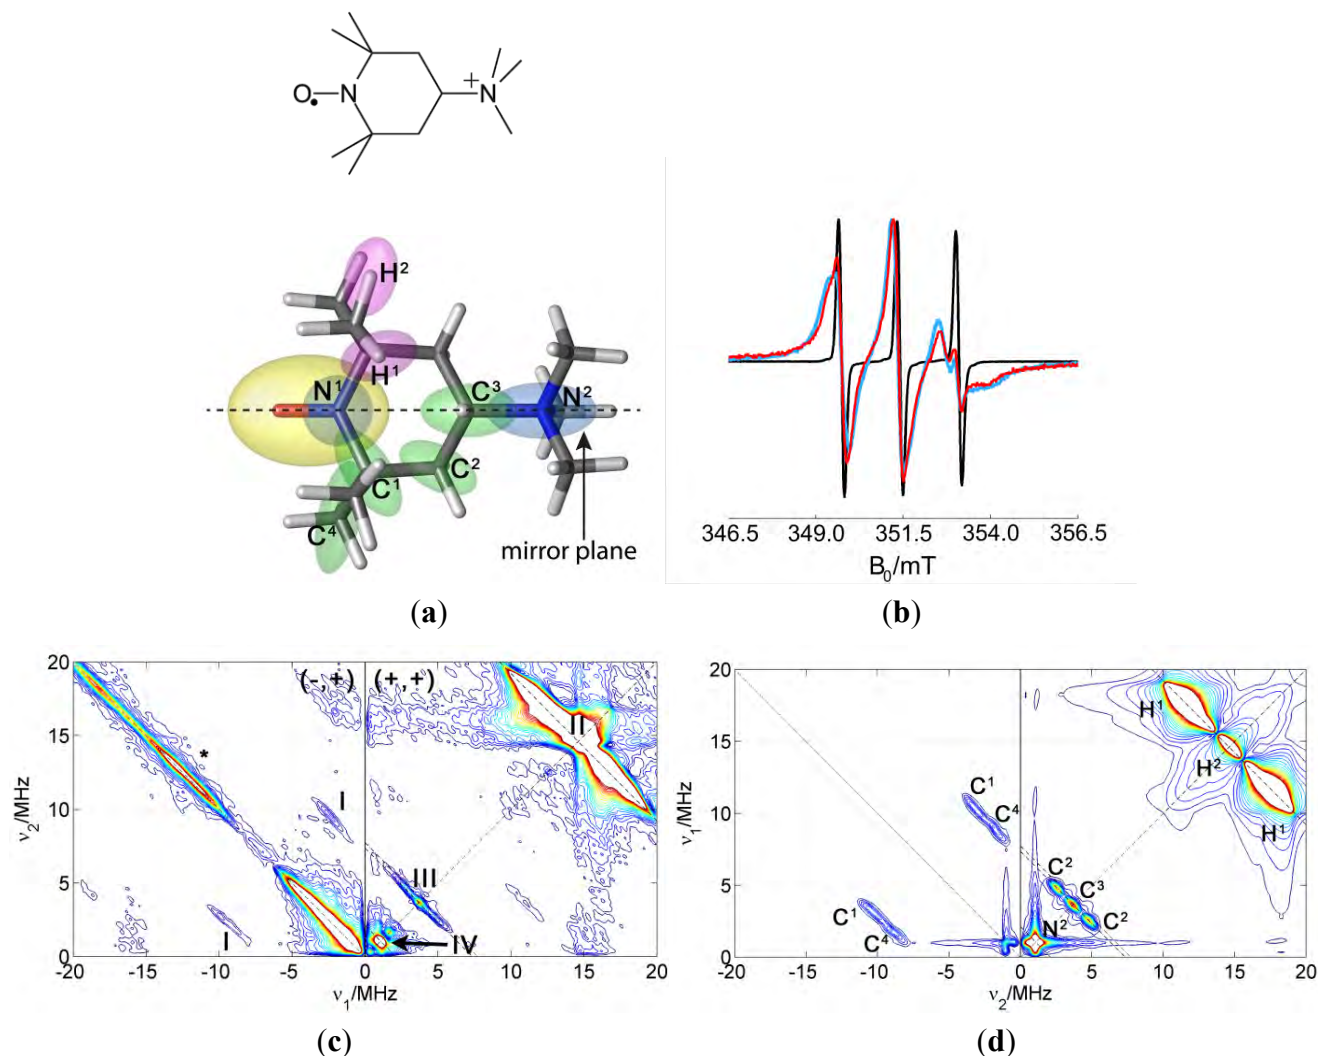 O• N + N
H²
N¹ H¹ C³ N²
C¹ C²
C⁴
mirror plane
346.5 349.0 351.5 354.0 356.5
B₀/mT
(a) (b)
20 (-,+) (+,+)
II
15
*
10 I
5 III
I IV
0
-20 -15 -10 -5 0 5 10 15 20
ν₂/MHz
ν₁/MHz
(c)
20
H¹
15
H²
C¹ H¹
10 C⁴
5 C² C³
C¹ N² C²
C⁴
0
-20 -15 -10 -5 0 5 10 15 20
ν₁/MHz
ν₂/MHz
(d)